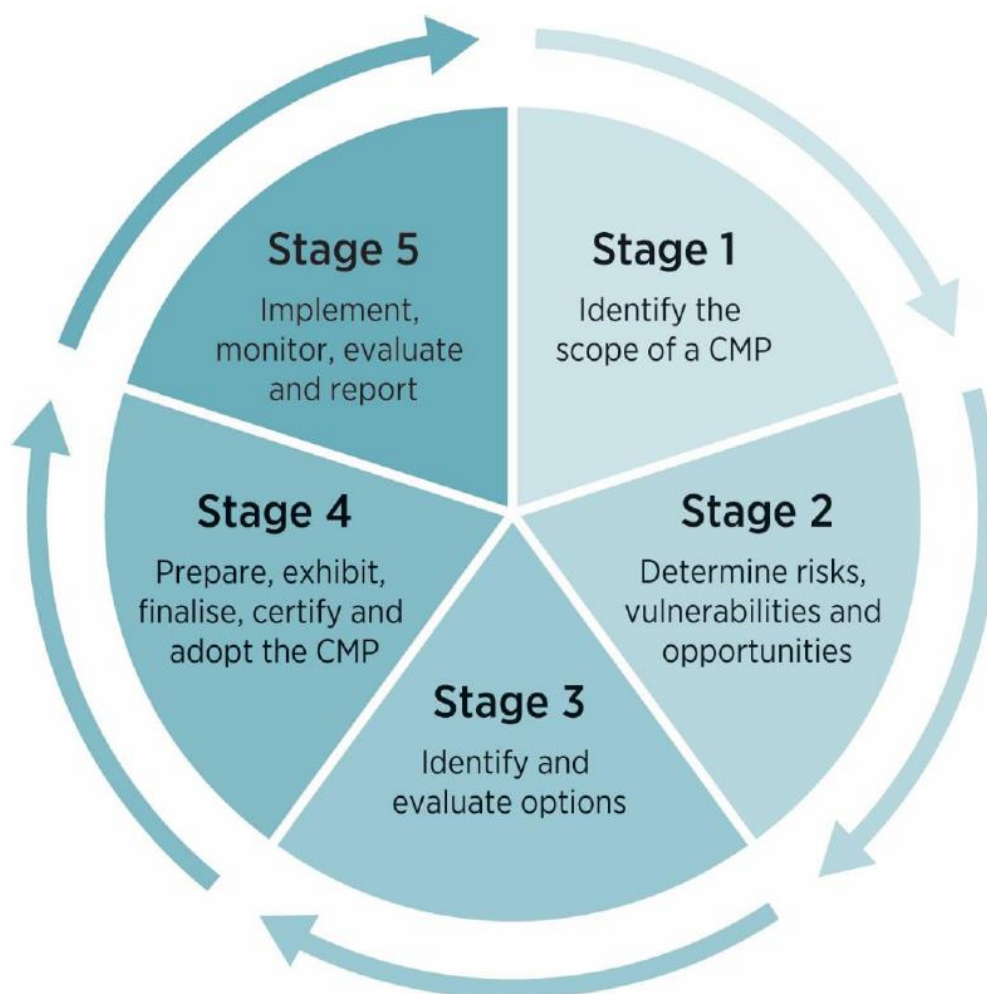 Stage 1
Identify the
scope of a CMP
Stage 2
Determine risks,
vulnerabilities and
opportunities
Stage 3
Identify and
evaluate options
Stage 4
Prepare, exhibit,
finalise, certify and
adopt the CMP
Stage 5
Implement,
monitor, evaluate
and report